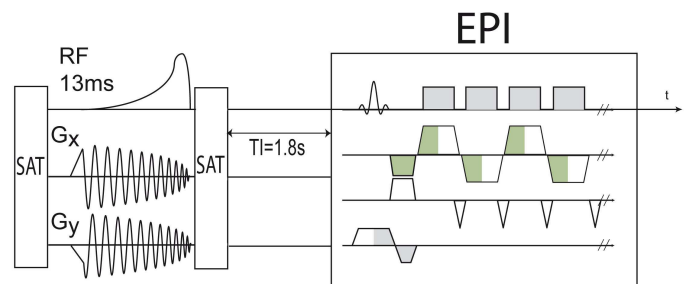 EPI
RF
13ms
t
Gx
SAT
SAT
TI=1.8s
Gy